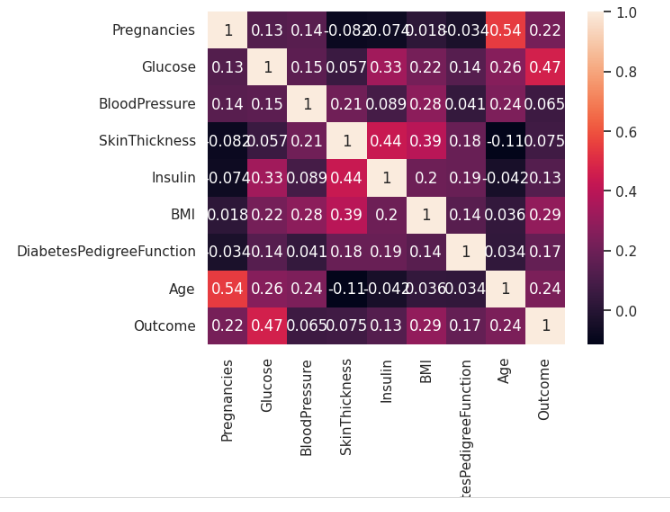 Pregnancies 1 0.13 0.14 -0.082 -0.074 0.018 -0.034 0.54 0.22
Glucose 0.13 1 0.15 0.057 0.33 0.22 0.14 0.26 0.47
BloodPressure 0.14 0.15 1 0.21 0.089 0.28 0.041 0.24 0.065
SkinThickness -0.082 0.057 0.21 1 0.44 0.39 0.18 -0.11 0.075
Insulin -0.074 0.33 0.089 0.44 1 0.2 0.19 -0.042 0.13
BMI 0.018 0.22 0.28 0.39 0.2 1 0.14 0.036 0.29
DiabetesPedigreeFunction -0.034 0.14 0.041 0.18 0.19 0.14 1 0.034 0.17
Age 0.54 0.26 0.24 -0.11 -0.042 0.036 0.034 1 0.24
Outcome 0.22 0.47 0.065 0.075 0.13 0.29 0.17 0.24 1
Pregnancies
Glucose
BloodPressure
SkinThickness
Insulin
BMI
tesPedigreeFunction
Age
Outcome
1.0
0.8
0.6
0.4
0.2
0.0